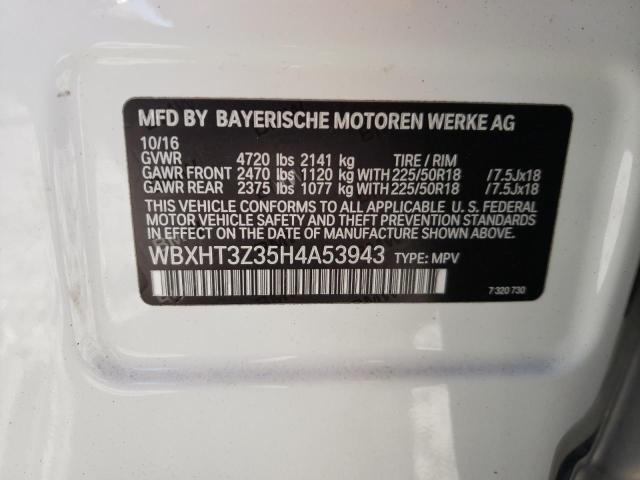 MFD BY BAYERISCHE MOTOREN WERKE AG
10/16
GVWR 4720 lbs 2141 kg TIRE / RIM
GAWR FRONT 2470 lbs 1120 kg WITH 225/50R18 /7.5Jx18
GAWR REAR 2375 lbs 1077 kg WITH 225/50R18 /7.5Jx18
THIS VEHICLE CONFORMS TO ALL APPLICABLE U. S. FEDERAL
MOTOR VEHICLE SAFETY AND THEFT PREVENTION STANDARDS
IN EFFECT ON THE DATE OF MANUFACTURE SHOWN ABOVE.
WBXHT3Z35H4A53943 TYPE: MPV
7 320 730